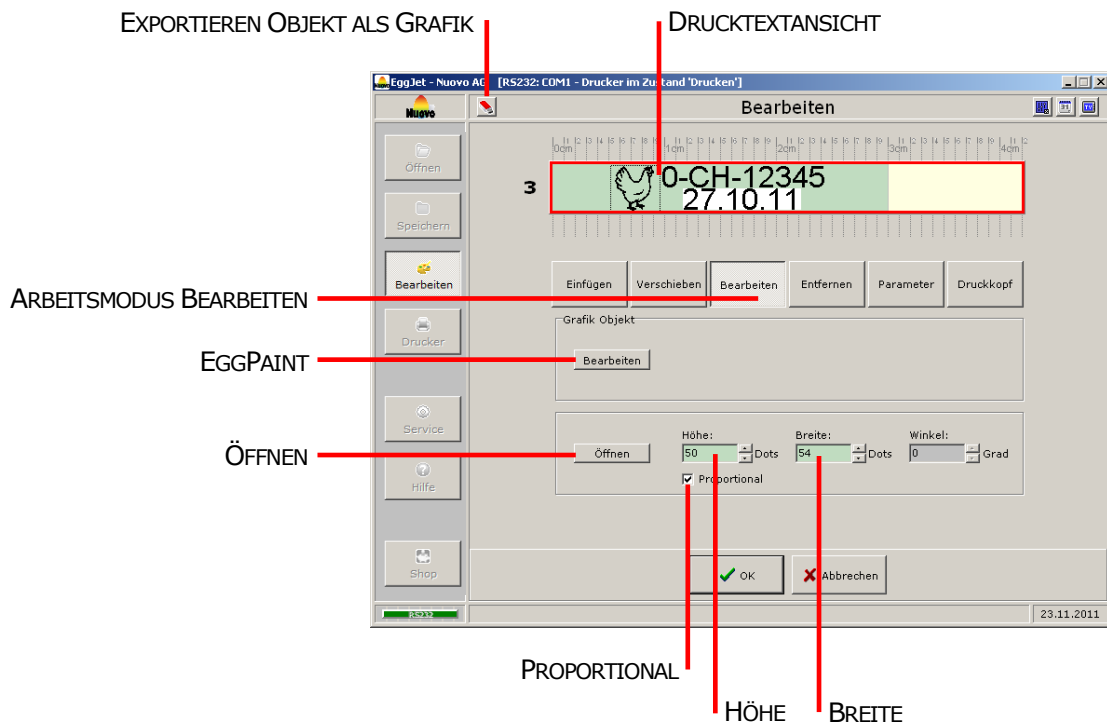 EXPORTIEREN OBJEKT ALS GRAFIK
DRUCKTEXTANSICHT
EggJet - Nuovo AG [RS232: COM1 - Drucker im Zustand 'Drucken']
Nuovo
Bearbeiten
0cm 1cm 2cm 3cm 4cm
3
0-CH-12345
27.10.11
Öffnen
Speichern
Bearbeiten
Drucker
Service
Hilfe
Shop
Einfügen Verschieben Bearbeiten Entfernen Parameter Druckkopf
ARBEITSMODUS BEARBEITEN
Grafik Objekt
EGGPAINT
Bearbeiten
ÖFFNEN
Höhe: Breite: Winkel:
Öffnen 50 Dots 54 Dots 0 Grad
Proportional
OK Abbrechen
RS232
23.11.2011
PROPORTIONAL
HÖHE
BREITE